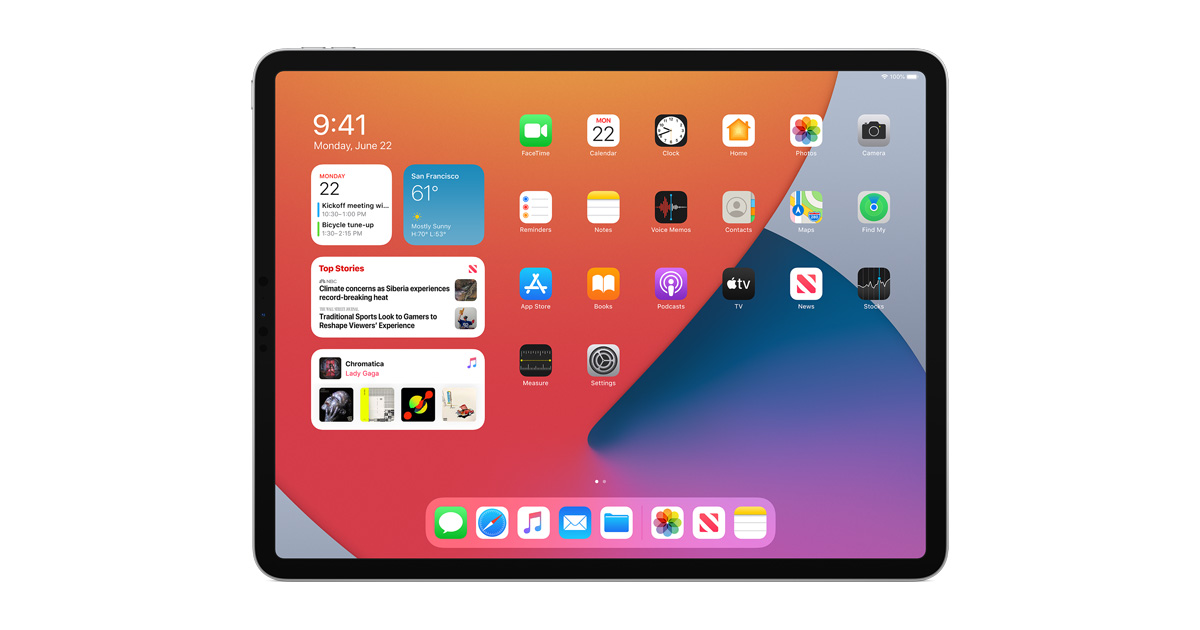 100%
9:41
Monday, June 22
MONDAY
22
Kickoff meeting wi...
10:30–1:00 PM
Bicycle tune-up
1:30–2:15 PM
San Francisco
61°
Mostly Sunny
H:70° L:53°
Top Stories
NBC
Climate concerns as Siberia experiences
record-breaking heat
Traditional Sports Look to Gamers to
Reshape Viewers' Experience
Chromatica
Lady Gaga
MON
22
FaceTime
Calendar
Clock
Home
Photos
Camera
Reminders
Notes
Voice Memos
Contacts
Maps
Find My
App Store
Books
Podcasts
tv
TV
News
Stocks
Measure
Settings